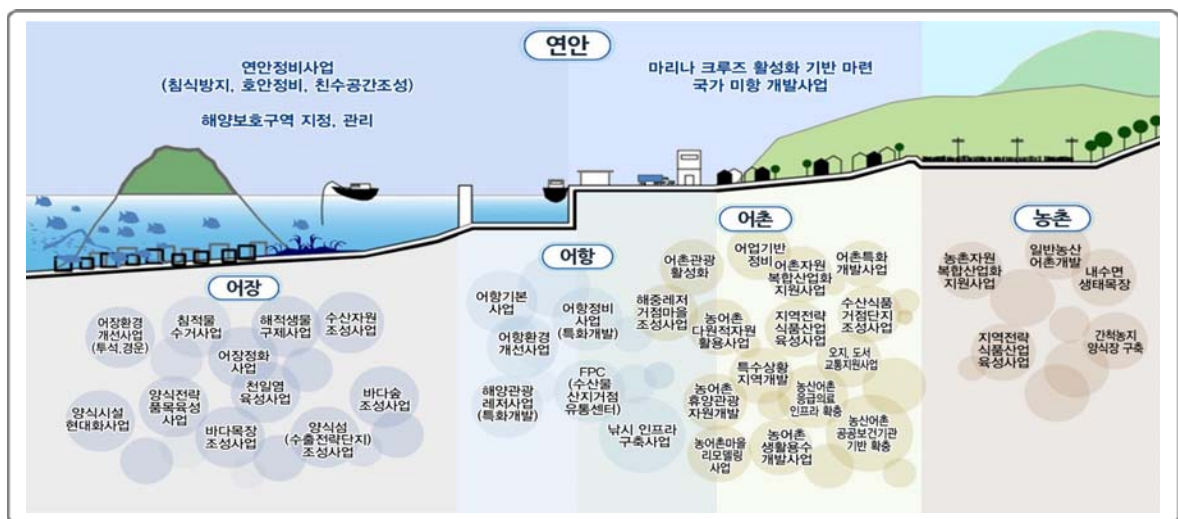 연안
연안정비사업
(침식방지, 호안정비, 친수공간조성)
해양보호구역 지정, 관리
마리나 크루즈 활성화 기반 마련
국가 미항 개발사업
어장
어장환경
개선사업
(투석,경운)
침적물
수거사업
해적생물
구제사업
수산자원
조성사업
어장정화
사업
양식시설
현대화사업
양식전략
품목육성
사업
천일염
육성사업
바다목장
조성사업
양식섬
(수출전략단지)
조성사업
바다숲
조성사업
어항
어항기본
사업
어항정비
사업
(특화개발)
어항환경
개선사업
해양관광
레저사업
(특화개발)
FPC
(수산물
산지거점
유통센터)
낚시 인프라
구축사업
어촌
어촌관광
활성화
어업기반
정비
어촌자원
복합산업화
지원사업
어촌특화
개발사업
해중레저
거점마을
조성사업
농어촌
다원적자원
활용사업
지역전략
식품산업
육성사업
수산식품
거점단지
조성사업
오지, 도서
교통지원사업
특수상황
지역개발
농어촌
휴양관광
자원개발
농산어촌
응급의료
인프라 확충
농산어촌
공공보건기관
기반 확충
농어촌마을
리모델링
사업
농어촌
생활용수
개발사업
농촌
농촌자원
복합산업화
지원사업
일반농산
어촌개발
내수면
생태목장
지역전략
식품산업
육성사업
간척농지
양식장 구축